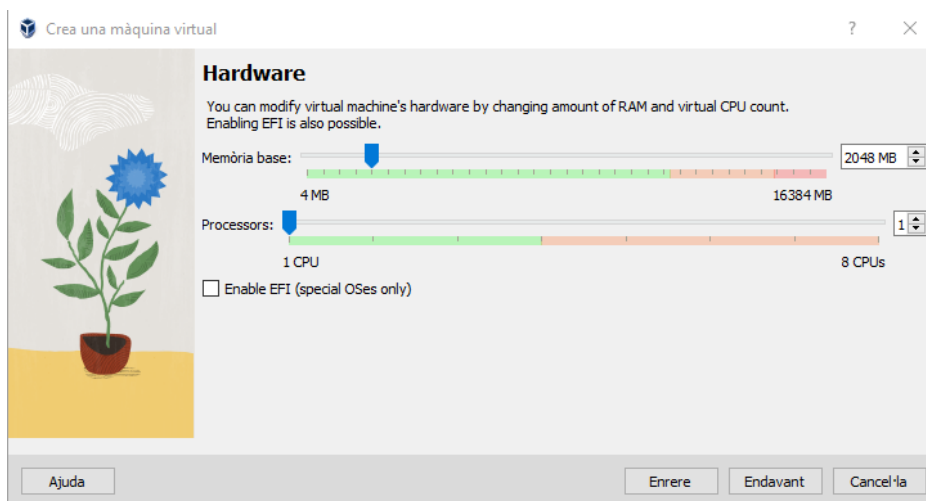 Crea una màquina virtual
Hardware
You can modify virtual machine's hardware by changing amount of RAM and virtual CPU count.
Enabling EFI is also possible.
Memòria base:
2048 MB
4 MB
16384 MB
Processors:
1
1 CPU
8 CPUs
Enable EFI (special OSes only)
Ajuda
Enrere
Endavant
Cancel·la